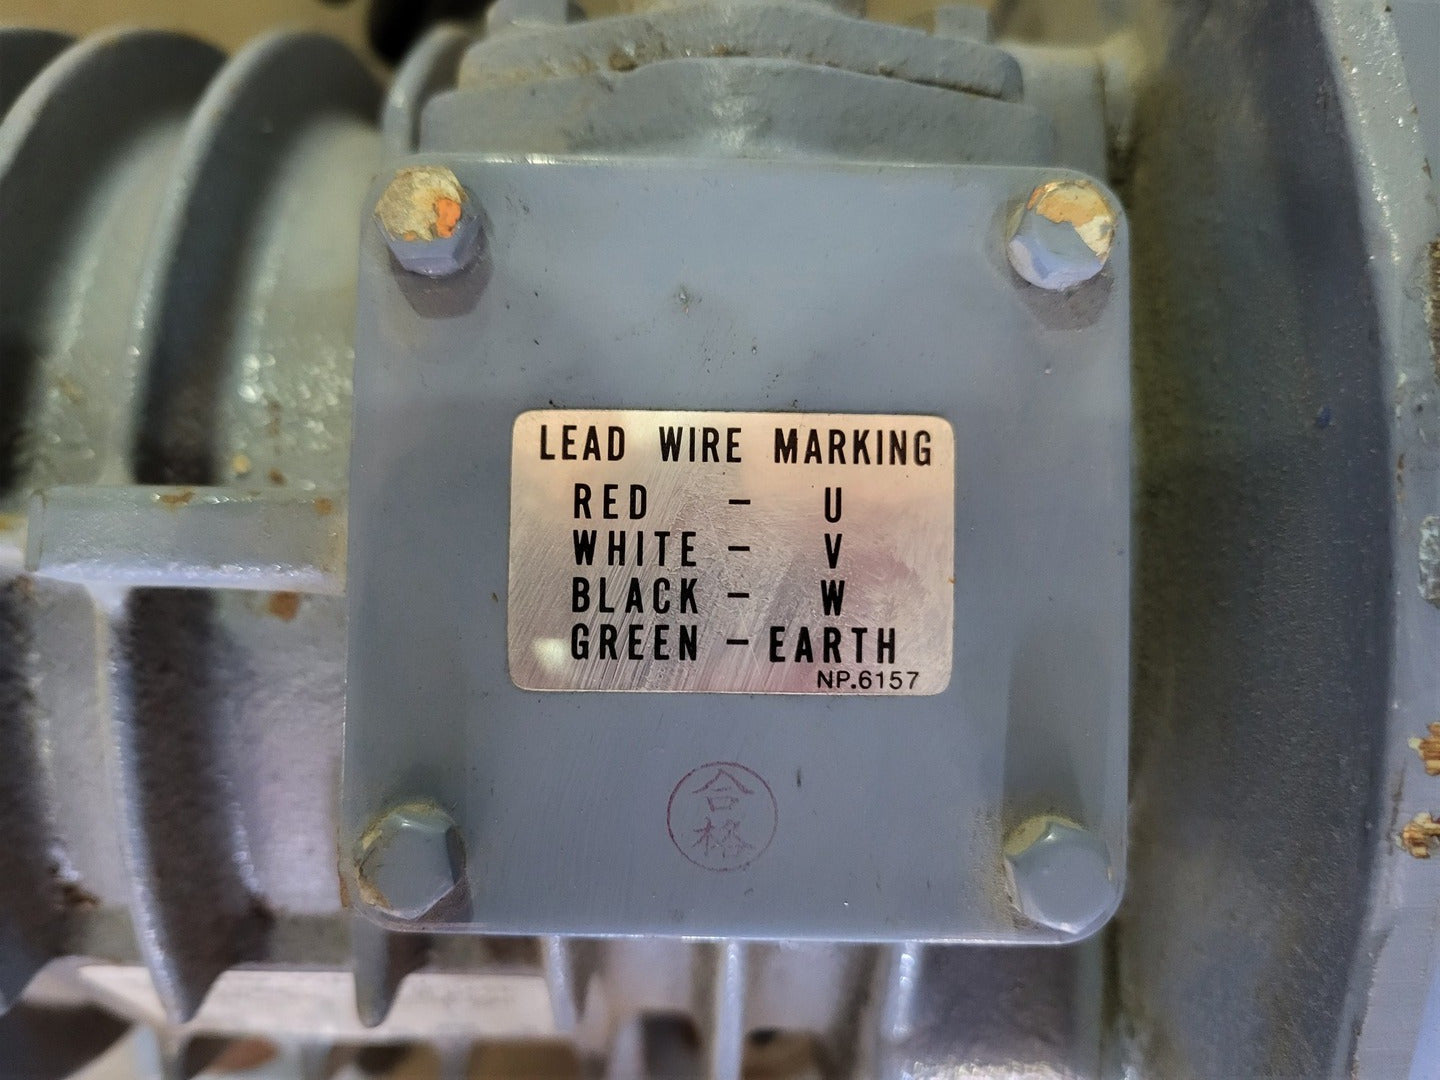 LEAD WIRE MARKING
RED - U
WHITE - V
BLACK - W
GREEN - EARTH
NP.6157
合
格